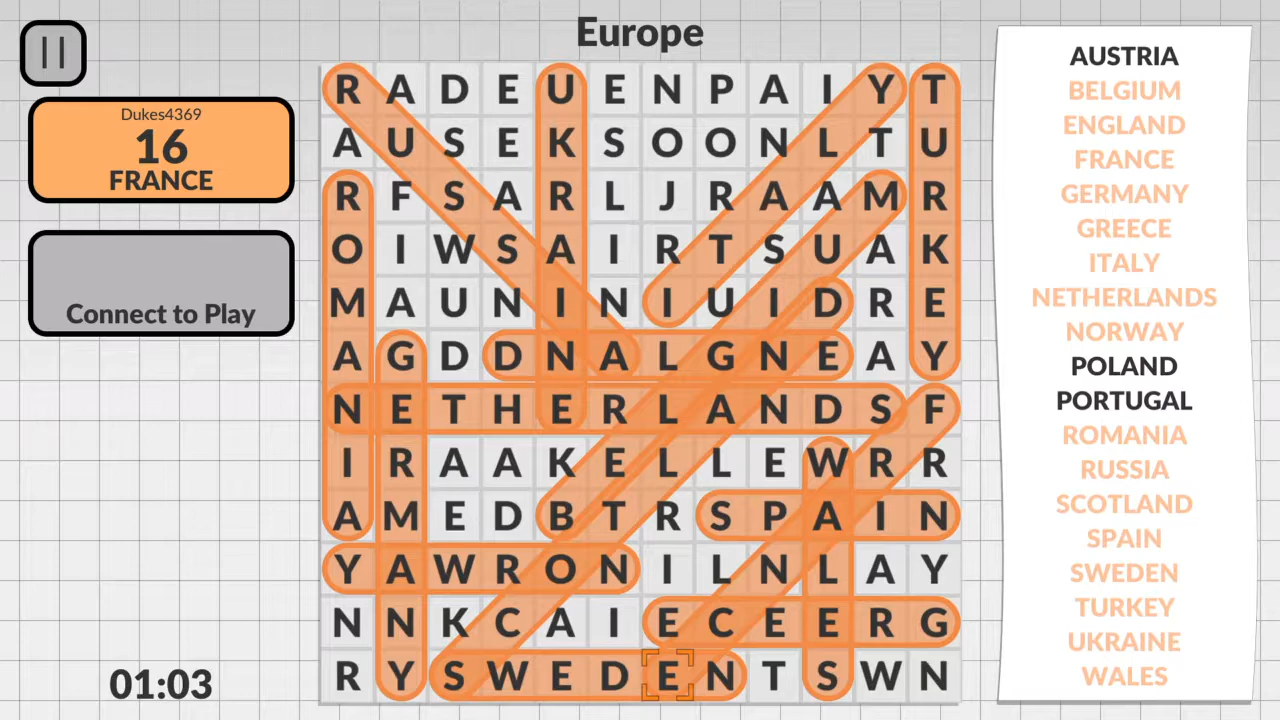 Europe
Dukes4369
16
FRANCE
Connect to Play
01:03
R A D E U E N P A I Y T
A U S E K S O O N L T U
R F S A R L J R A A M R
O I W S A I R T S U A K
M A U N I N I U I D R E
A G D D N A L G N E A Y
N E T H E R L A N D S F
I R A A K E L L E W R R
A M E D B T R S P A I N
Y A W R O N I L N L A Y
N N K C A I E C E E R G
R Y S W E D E N T S W N
AUSTRIA
BELGIUM
ENGLAND
FRANCE
GERMANY
GREECE
ITALY
NETHERLANDS
NORWAY
POLAND
PORTUGAL
ROMANIA
RUSSIA
SCOTLAND
SPAIN
SWEDEN
TURKEY
UKRAINE
WALES